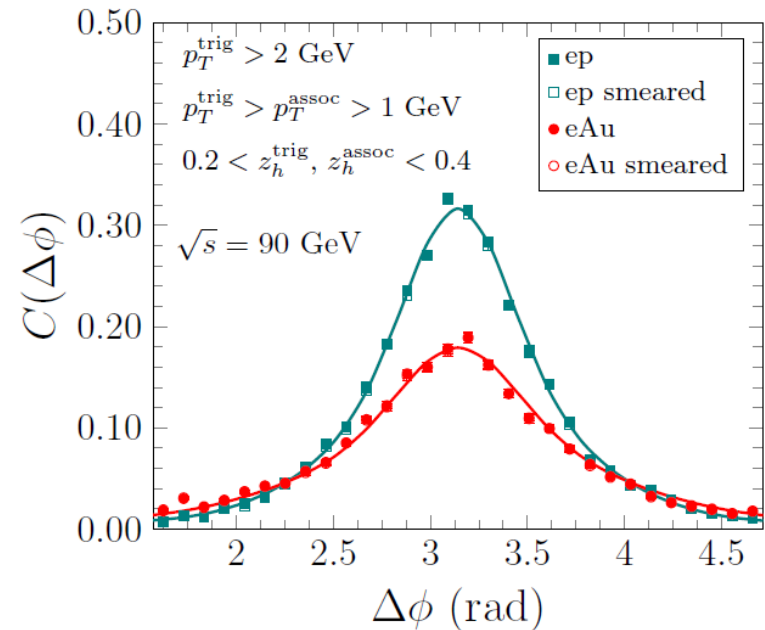 p_T^trig > 2 GeV
p_T^trig > p_T^assoc > 1 GeV
0.2 < z_h^trig, z_h^assoc < 0.4
√s = 90 GeV
ep
ep smeared
eAu
eAu smeared
C(Δϕ)
0.50
0.40
0.30
0.20
0.10
0.00
2 2.5 3 3.5 4 4.5
Δϕ (rad)